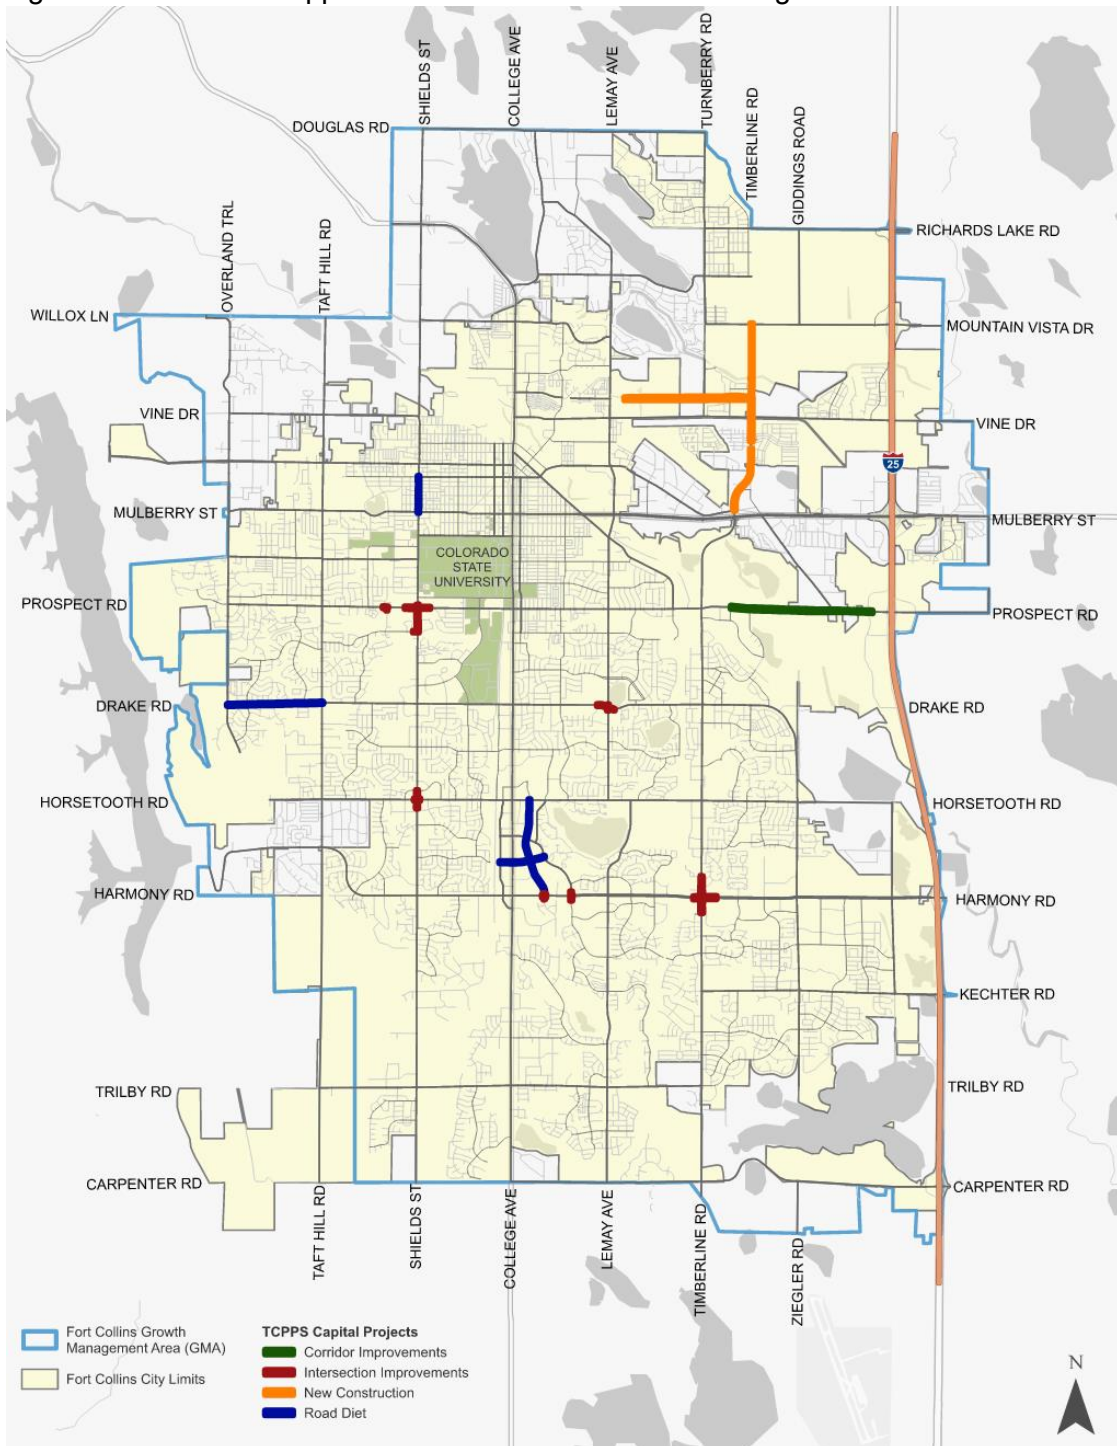 SHIELDS ST
COLLEGE AVE
LEMAY AVE
TURNBERRY RD
TIMBERLINE RD
GIDDINGS ROAD
DOUGLAS RD
OVERLAND TRL
TAFT HILL RD
RICHARDS LAKE RD
WILLOX LN
MOUNTAIN VISTA DR
VINE DR
VINE DR
25
MULBERRY ST
MULBERRY ST
COLORADO
STATE
UNIVERSITY
PROSPECT RD
PROSPECT RD
DRAKE RD
DRAKE RD
HORSETOOTH RD
HORSETOOTH RD
HARMONY RD
HARMONY RD
KECHTER RD
TRILBY RD
TRILBY RD
CARPENTER RD
CARPENTER RD
TAFT HILL RD
SHIELDS ST
COLLEGE AVE
LEMAY AVE
TIMBERLINE RD
ZIEGLER RD
Fort Collins Growth
Management Area (GMA)
Fort Collins City Limits
TCPPS Capital Projects
Corridor Improvements
Intersection Improvements
New Construction
Road Diet
N